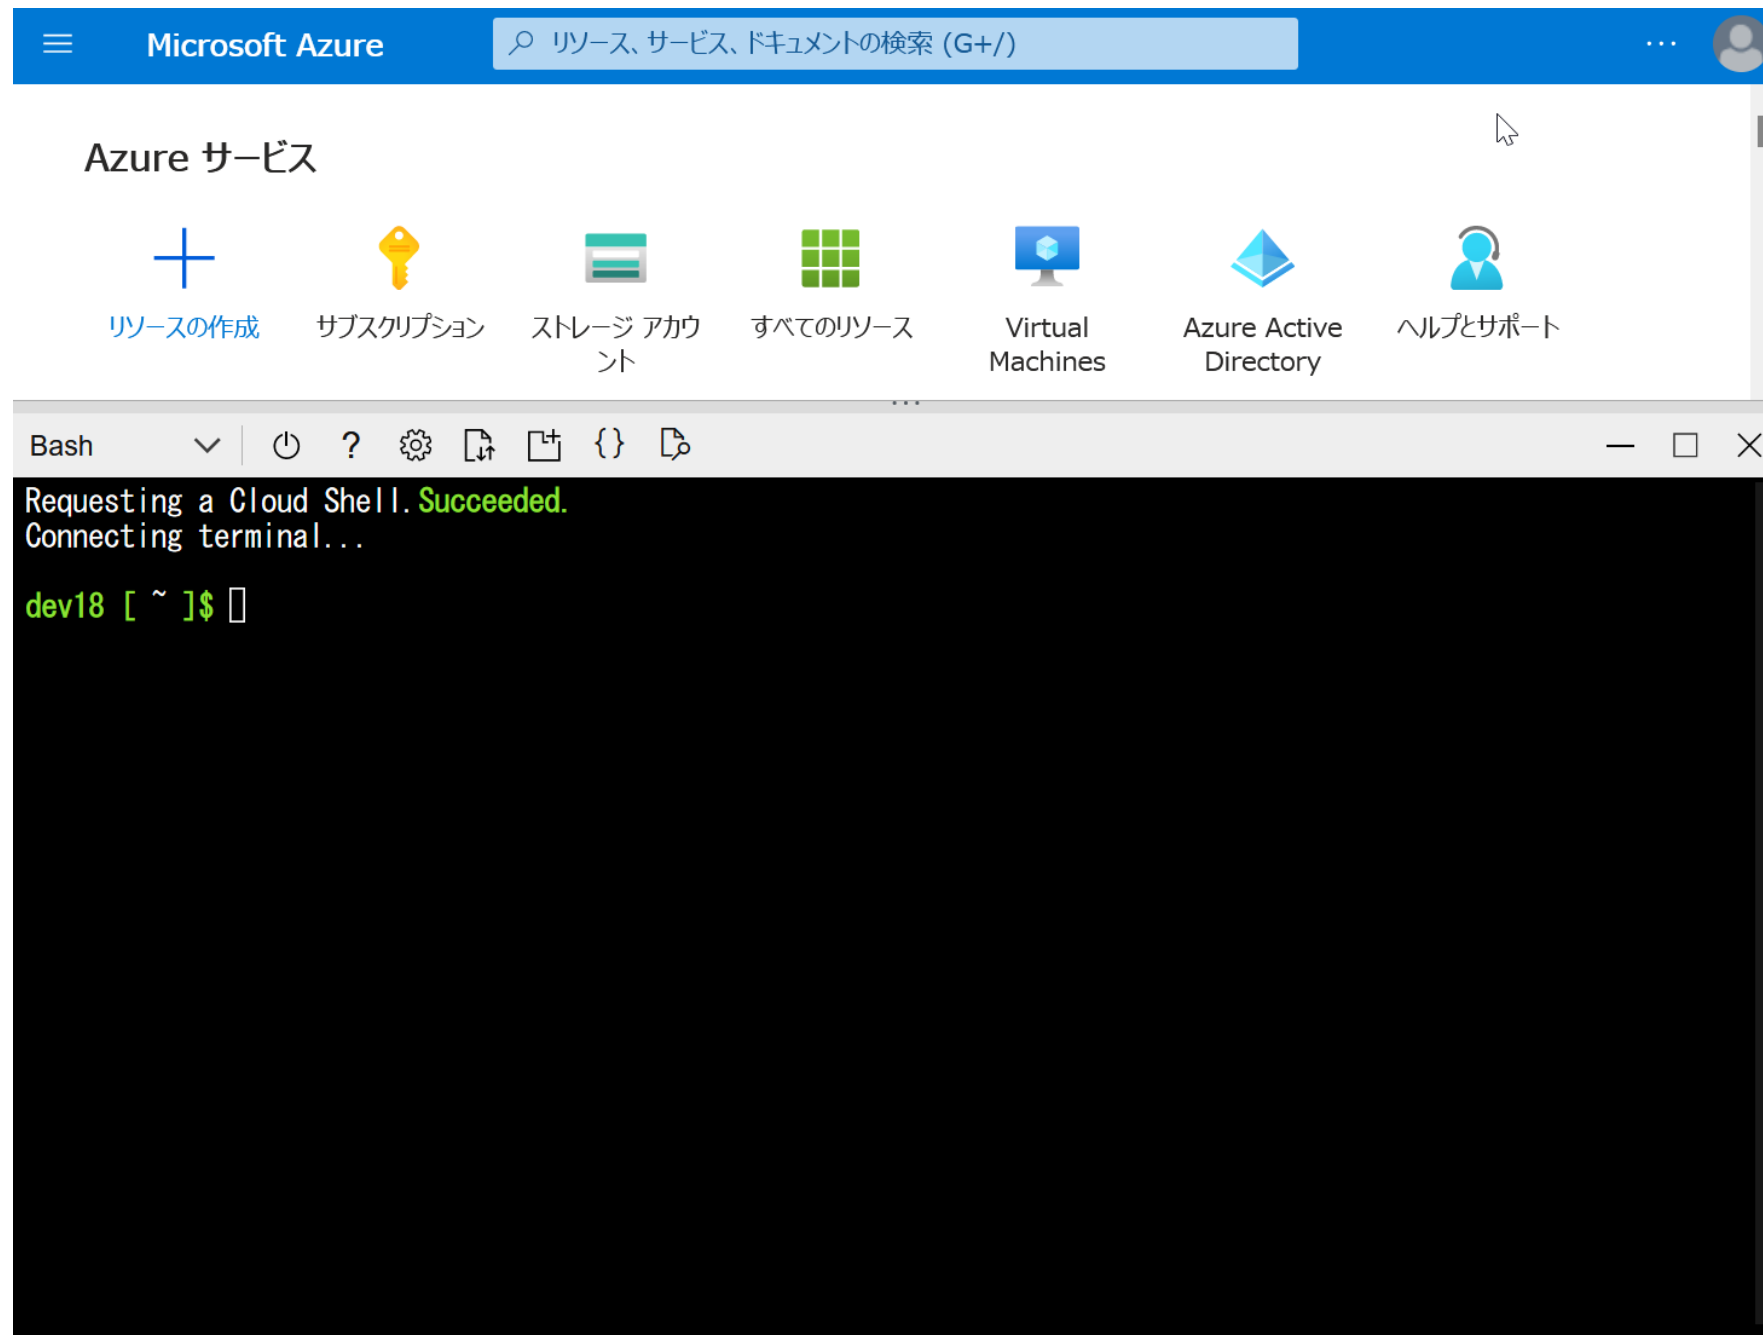 Microsoft Azure
リソース、サービス、ドキュメントの検索 (G+/)
Azure サービス
リソースの作成
サブスクリプション
ストレージ アカウ
ント
すべてのリソース
Virtual
Machines
Azure Active
Directory
ヘルプとサポート
Bash
Requesting a Cloud Shell.Succeeded.
Connecting terminal...
dev18 [ ~ ]$